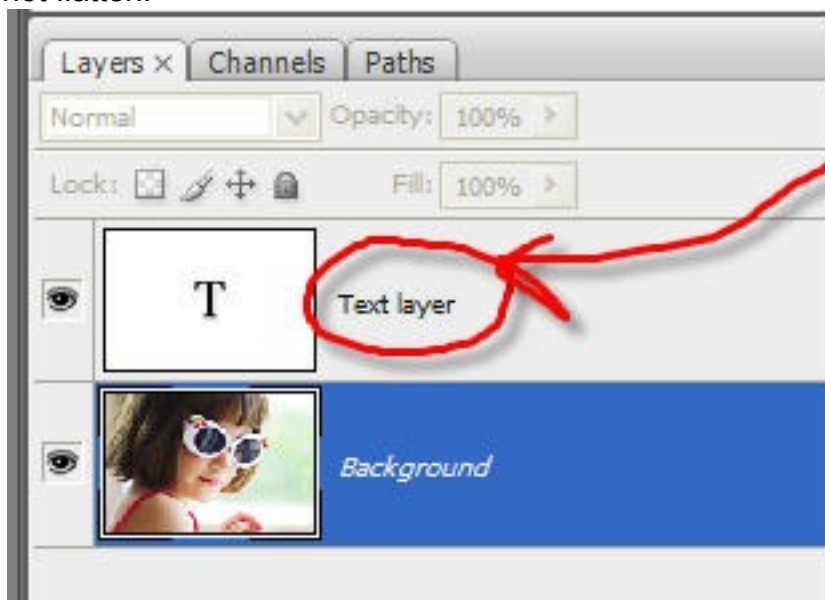 Layers × Channels Paths
Normal Opacity: 100%
Lock: Fill: 100%
T Text layer
Background